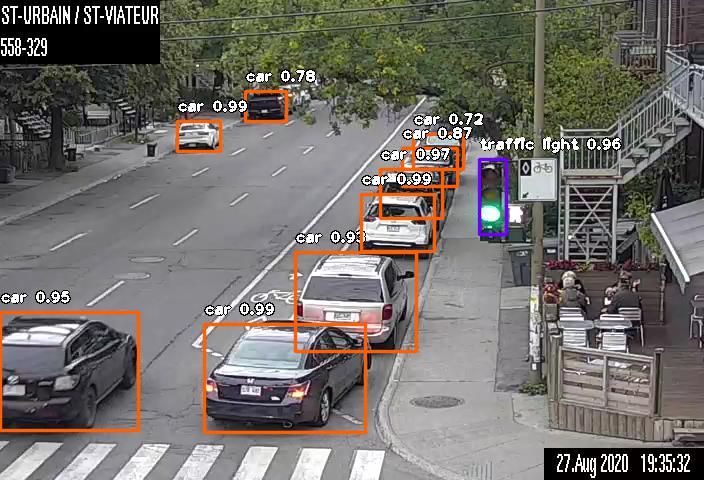 ST-URBAIN / ST-VIATEUR
558-329
car 0.78
car 0.99
car 0.72
car 0.87
traffic light 0.96
car 0.97
car 0.99
car 0.93
car 0.95
car 0.99
27.Aug 2020 19:35:32